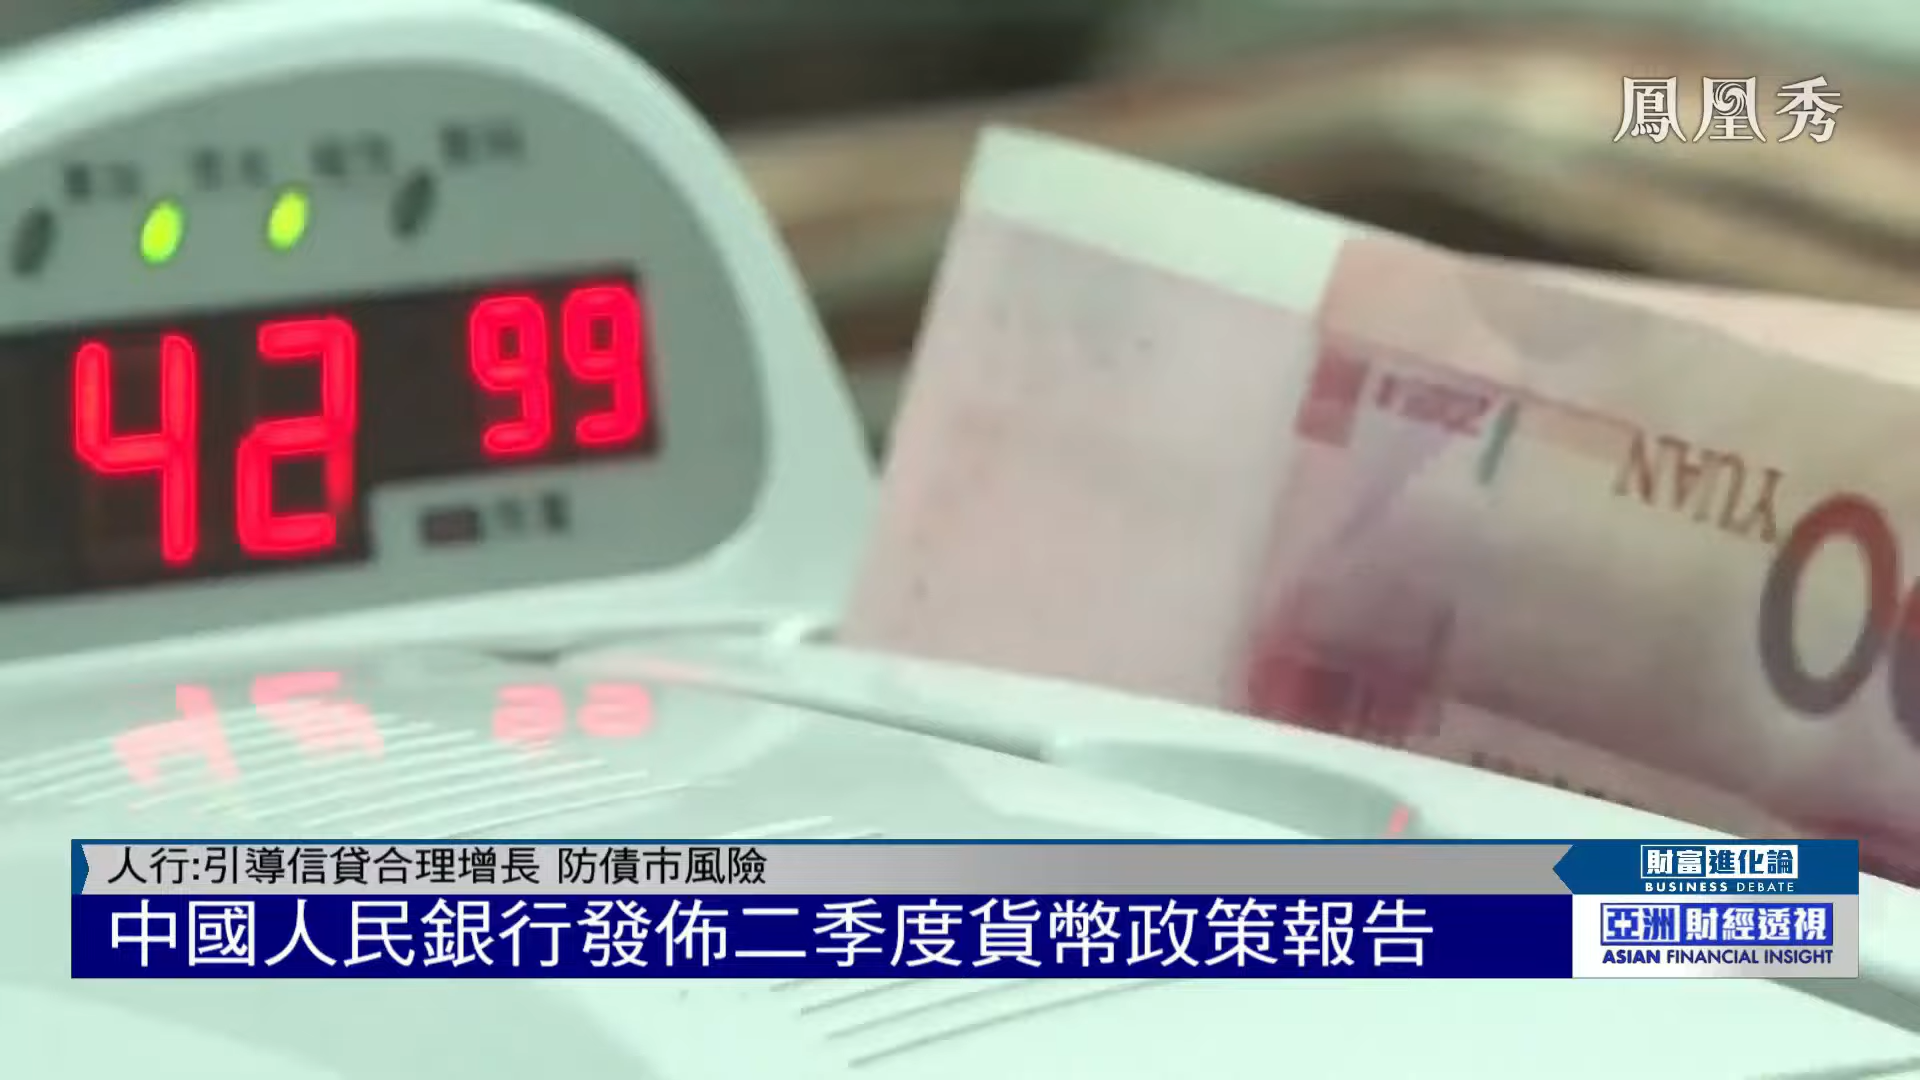 鳳凰秀
42 99
YUAN
人行:引導信貸合理增長 防債市風險
中國人民銀行發佈二季度貨幣政策報告
財富進化論
BUSINESS DEBATE
亞洲財經透視
ASIAN FINANCIAL INSIGHT